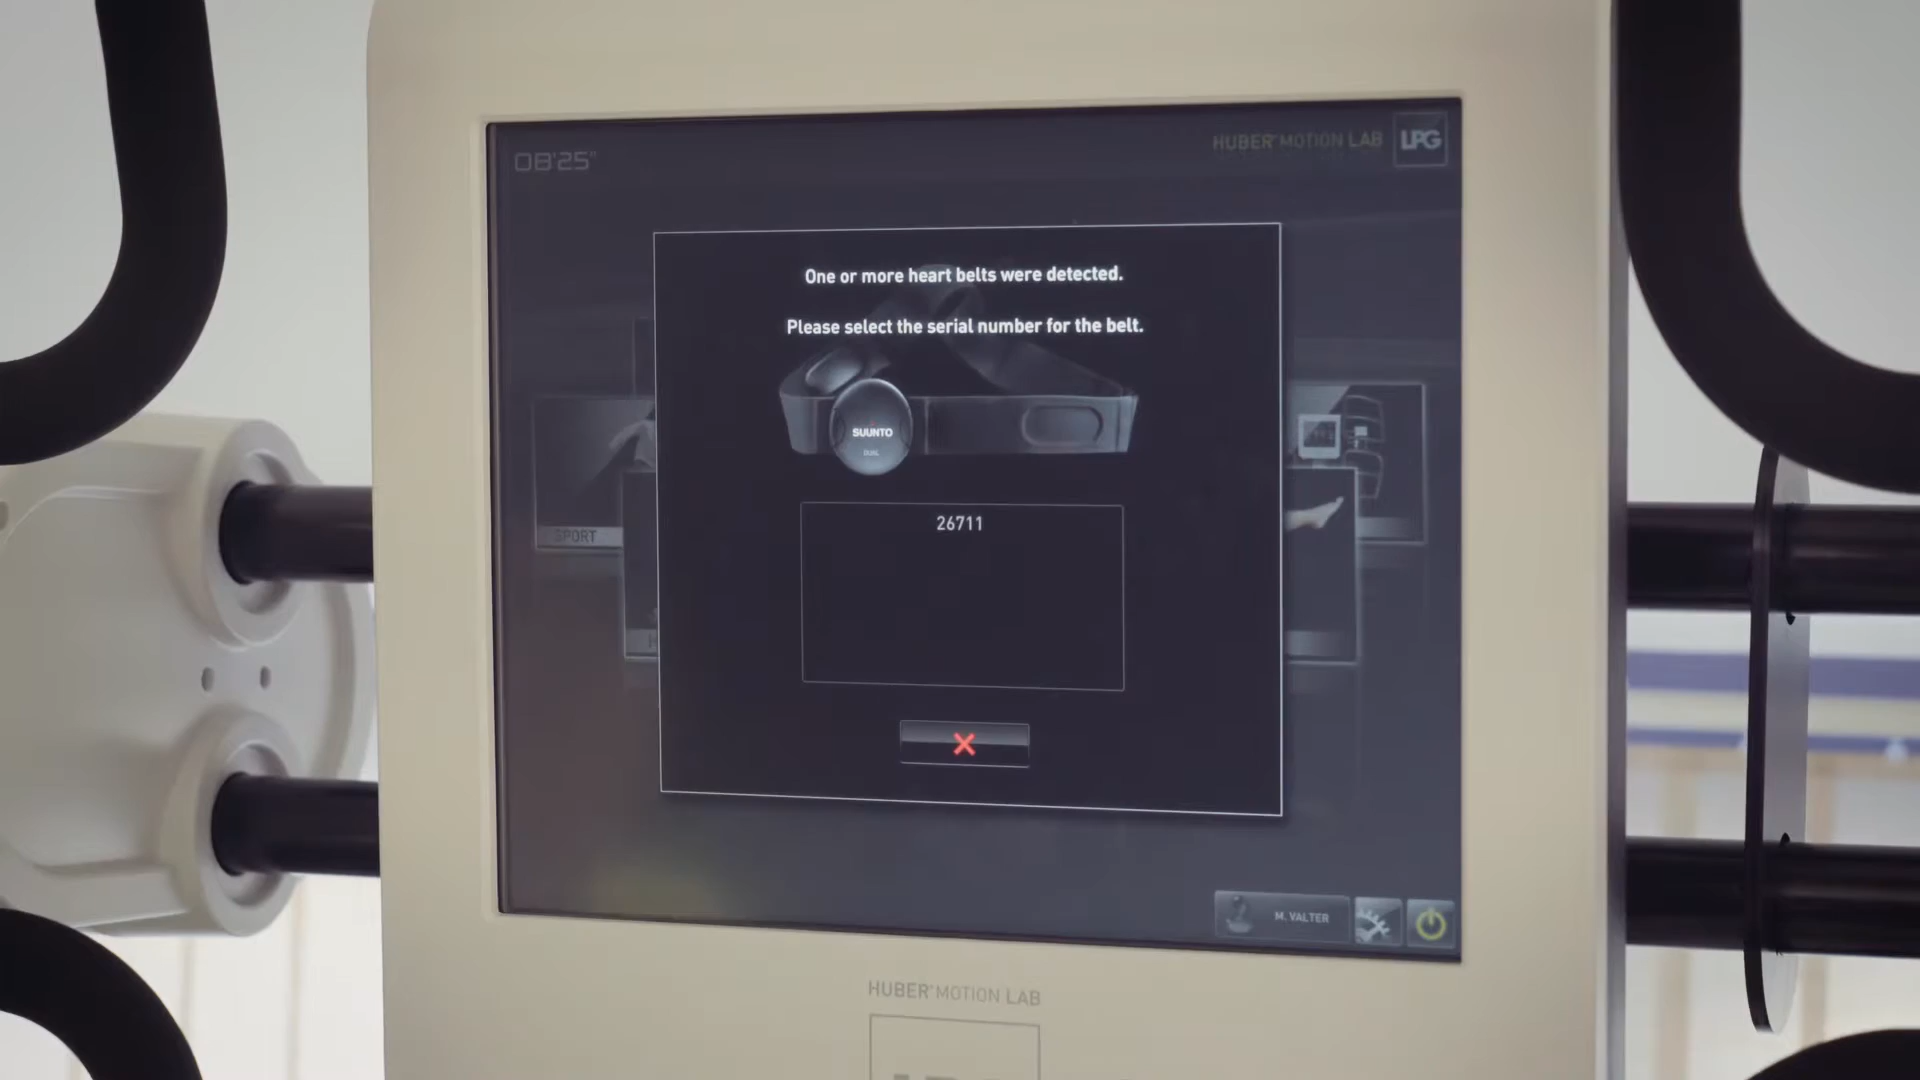 08'25"
HUBER® MOTION LAB
LPG
One or more heart belts were detected.
Please select the serial number for the belt.
SUUNTO
DUAL
26711
SPORT
M. VALTER
HUBER® MOTION LAB